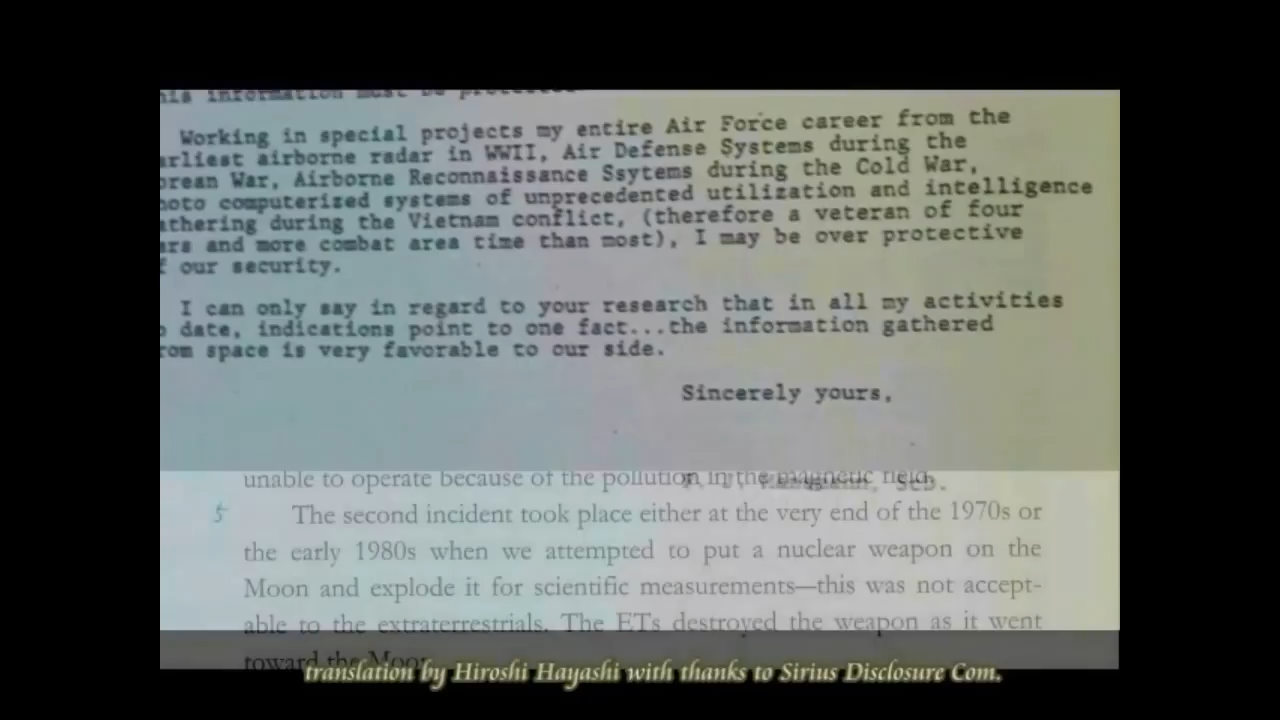 his information must be protected
Working in special projects my entire Air Force career from the
arliest airborne radar in WWII, Air Defense Systems during the
orean War, Airborne Reconnaissance Ssytems during the Cold War,
hoto computerized systems of unprecedented utilization and intelligence
athering during the Vietnam conflict, (therefore a veteran of four
ars and more combat area time than most), I may be over protective
f our security.
I can only say in regard to your research that in all my activities
o date, indications point to one fact...the information gathered
rom space is very favorable to our side.
Sincerely yours,
unable to operate because of the pollution in the magnetic field.
5 The second incident took place either at the very end of the 1970s or
the early 1980s when we attempted to put a nuclear weapon on the
Moon and explode it for scientific measurements—this was not accept-
able to the extraterrestrials. The ETs destroyed the weapon as it went
toward the Moon
translation by Hiroshi Hayashi with thanks to Sirius Disclosure Com.